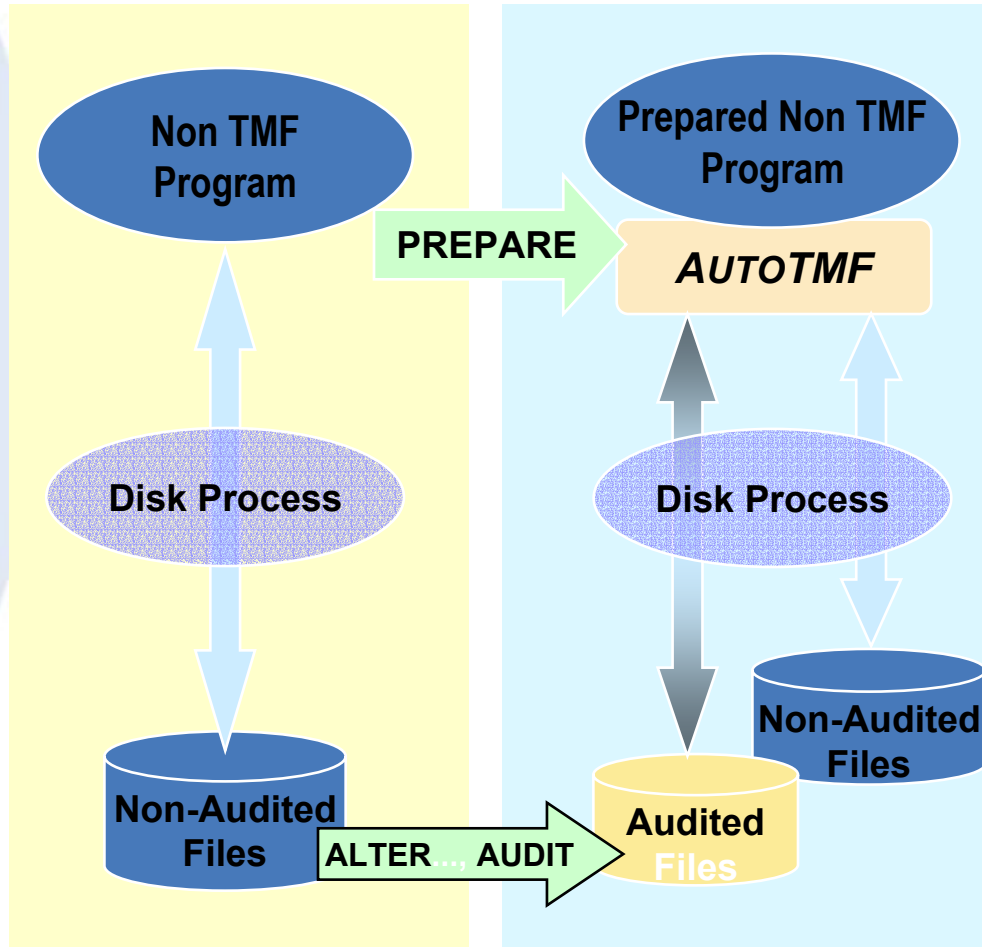 Non TMF
Program
Prepared Non TMF
Program
PREPARE
AUTOTMF
Disk Process
Disk Process
Non-Audited
Files
Non-Audited
Files
ALTER..., AUDIT
Audited
Files